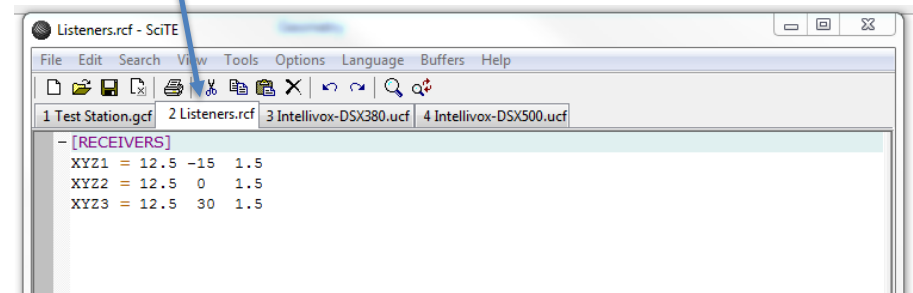 Listeners.rcf - SciTE
File Edit Search View Tools Options Language Buffers Help
1 Test Station.gcf 2 Listeners.rcf 3 Intellivox-DSX380.ucf 4 Intellivox-DSX500.ucf
[RECEIVERS]
XYZ1 = 12.5 -15 1.5
XYZ2 = 12.5 0 1.5
XYZ3 = 12.5 30 1.5